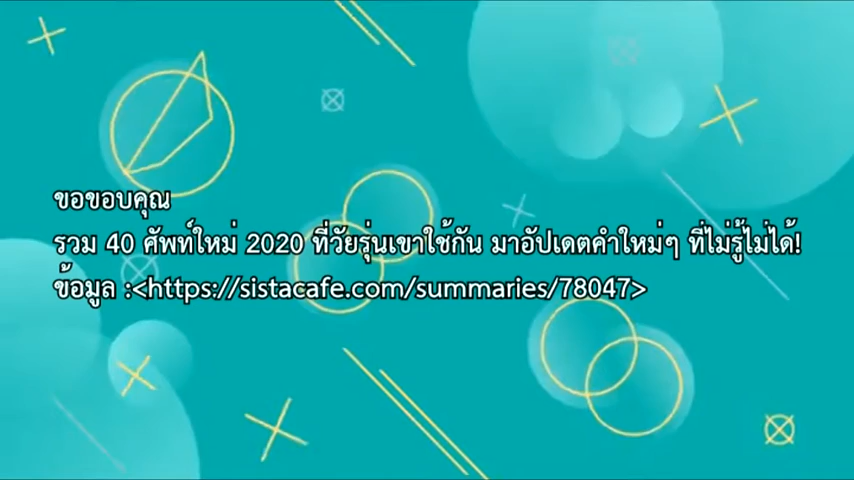 ขอขอบคุณ
รวม 40 ศัพท์ใหม่ 2020 ที่วัยรุ่นเขาใช้กัน มาอัปเดตคำใหม่ๆ ที่ไม่รู้ไม่ได้!
ข้อมูล :<https://sistacafe.com/summaries/78047>